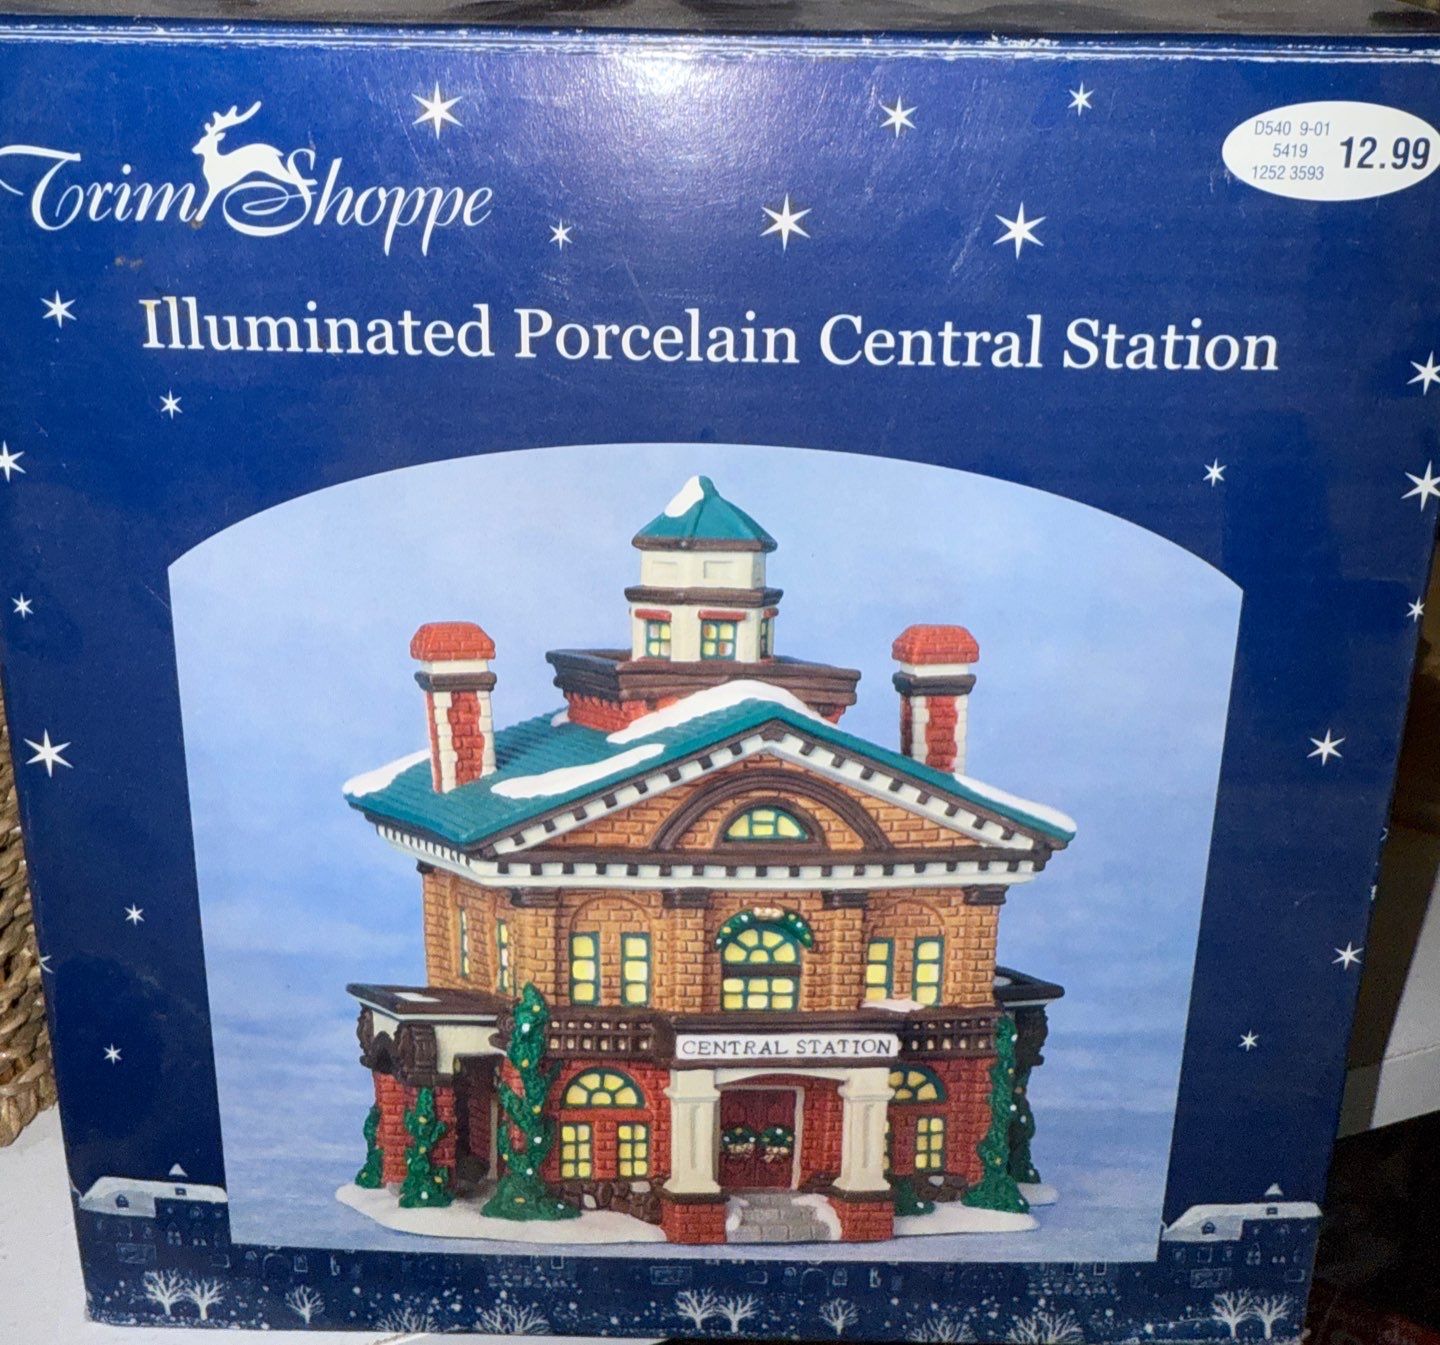 Trim Shoppe
D540 9-01
5419
1252 3593
12.99
Illuminated Porcelain Central Station
CENTRAL STATION